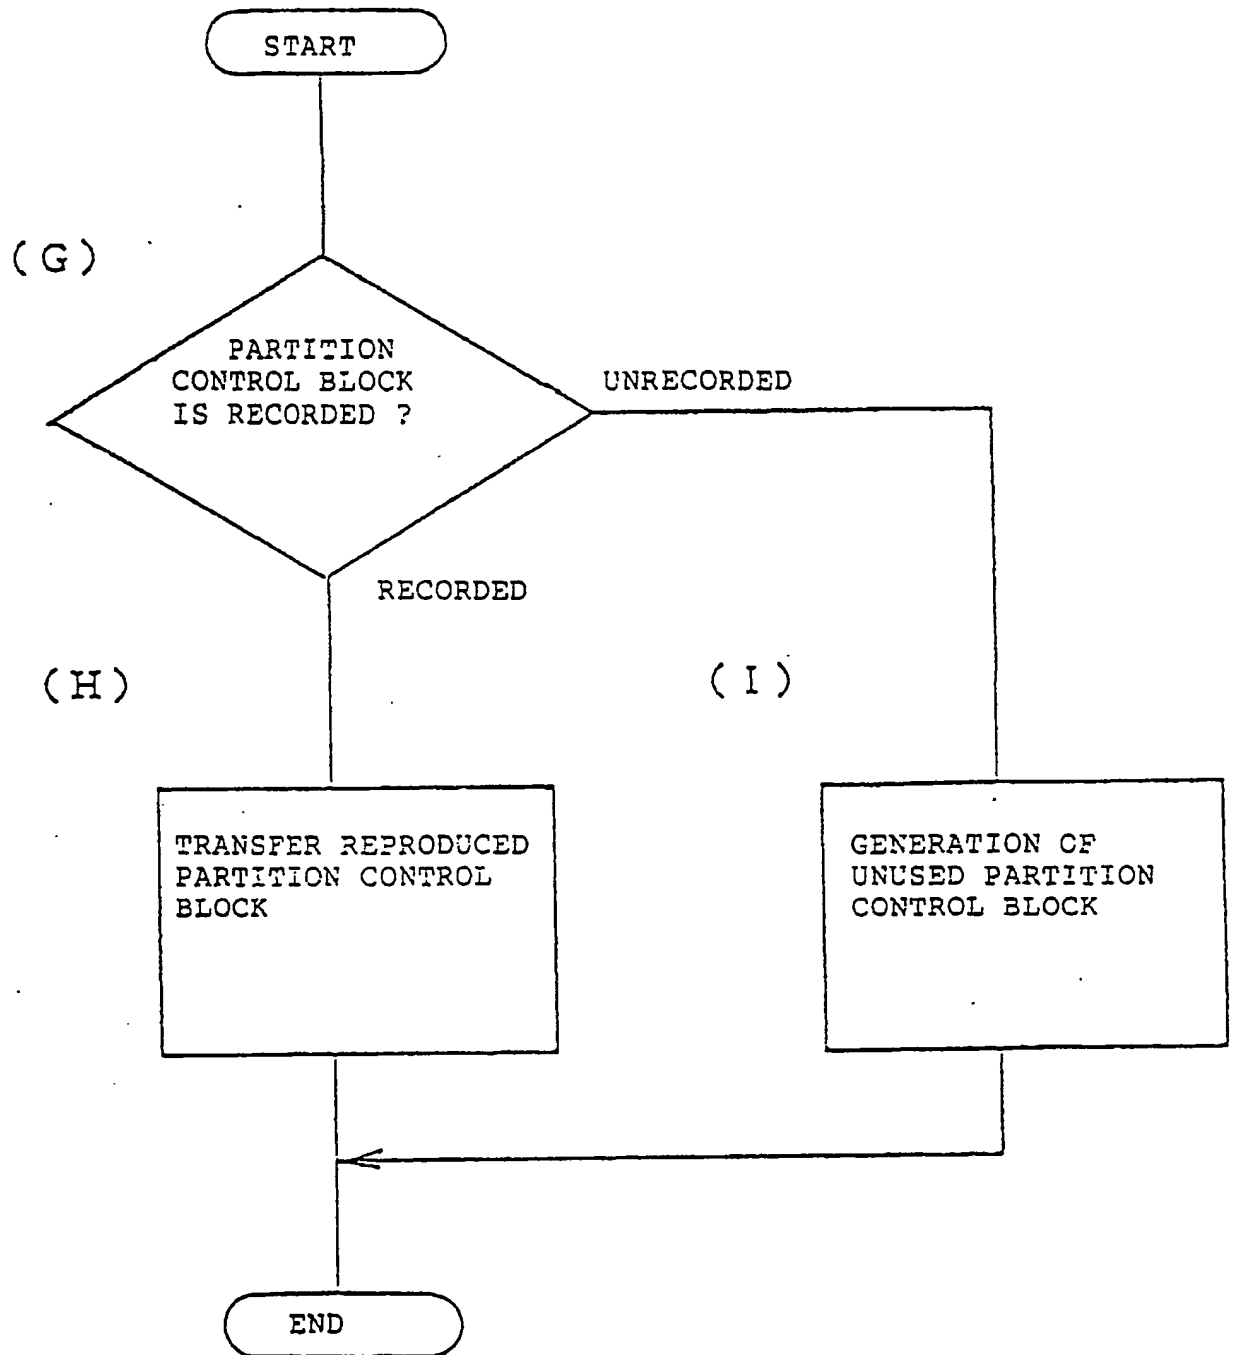 START
(G)
PARTITION
CONTROL BLOCK
IS RECORDED ?
UNRECORDED
RECORDED
(H)
(I)
TRANSFER REPRODUCED
PARTITION CONTROL
BLOCK
GENERATION OF
UNUSED PARTITION
CONTROL BLOCK
END